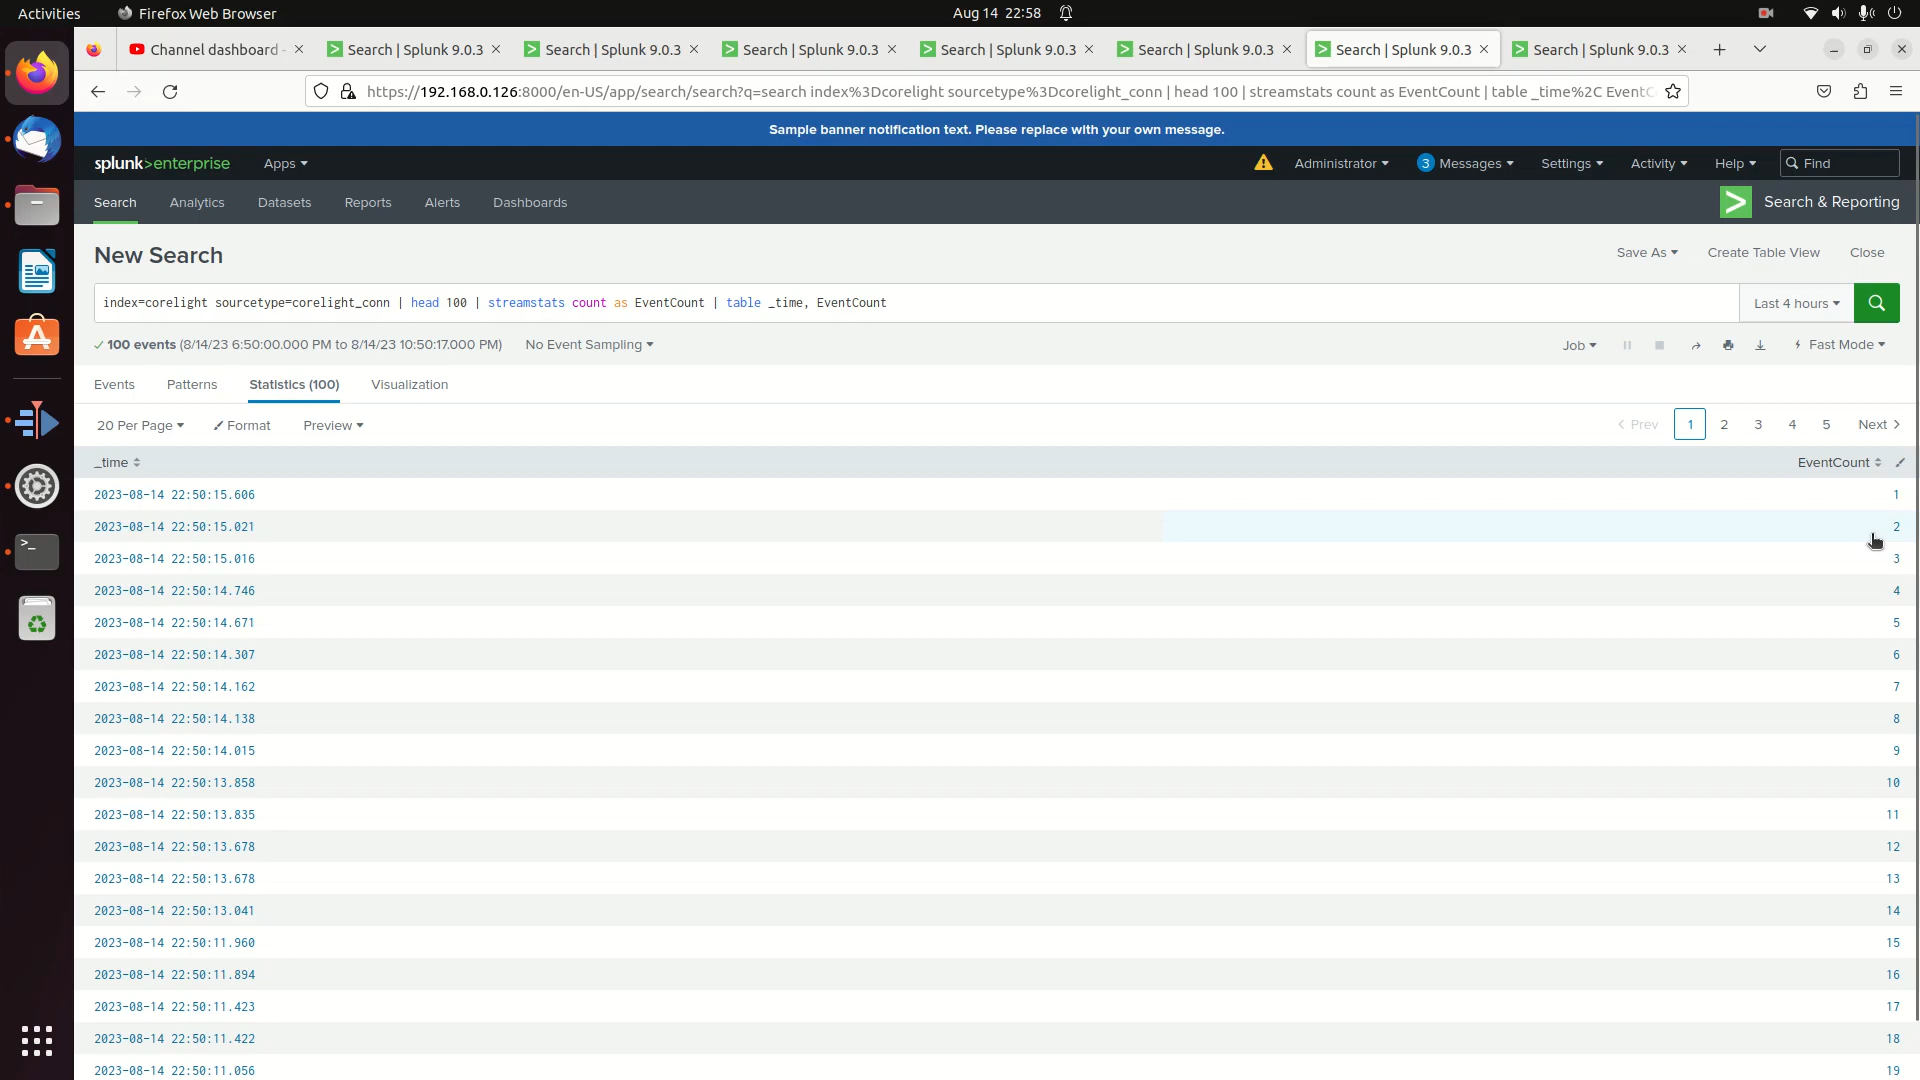 Activities Firefox Web Browser Aug 14 22:58
Channel dashboard - Search | Splunk 9.0.3 Search | Splunk 9.0.3 Search | Splunk 9.0.3 Search | Splunk 9.0.3 Search | Splunk 9.0.3 Search | Splunk 9.0.3 Search | Splunk 9.0.3
https://192.168.0.126:8000/en-US/app/search/search?q=search index%3Dcorelight sourcetype%3Dcorelight_conn | head 100 | streamstats count as EventCount | table _time%2C EventC
Sample banner notification text. Please replace with your own message.
splunk>enterprise Apps Administrator 3 Messages Settings Activity Help Find
Search Analytics Datasets Reports Alerts Dashboards > Search & Reporting
New Search Save As Create Table View Close
index=corelight sourcetype=corelight_conn | head 100 | streamstats count as EventCount | table _time, EventCount Last 4 hours
✓ 100 events (8/14/23 6:50:00.000 PM to 8/14/23 10:50:17.000 PM) No Event Sampling Job Fast Mode
Events Patterns Statistics (100) Visualization
20 Per Page Format Preview < Prev 1 2 3 4 5 Next >
_time EventCount
2023-08-14 22:50:15.606 1
2023-08-14 22:50:15.021 2
2023-08-14 22:50:15.016 3
2023-08-14 22:50:14.746 4
2023-08-14 22:50:14.671 5
2023-08-14 22:50:14.307 6
2023-08-14 22:50:14.162 7
2023-08-14 22:50:14.138 8
2023-08-14 22:50:14.015 9
2023-08-14 22:50:13.858 10
2023-08-14 22:50:13.835 11
2023-08-14 22:50:13.678 12
2023-08-14 22:50:13.678 13
2023-08-14 22:50:13.041 14
2023-08-14 22:50:11.960 15
2023-08-14 22:50:11.894 16
2023-08-14 22:50:11.423 17
2023-08-14 22:50:11.422 18
2023-08-14 22:50:11.056 19